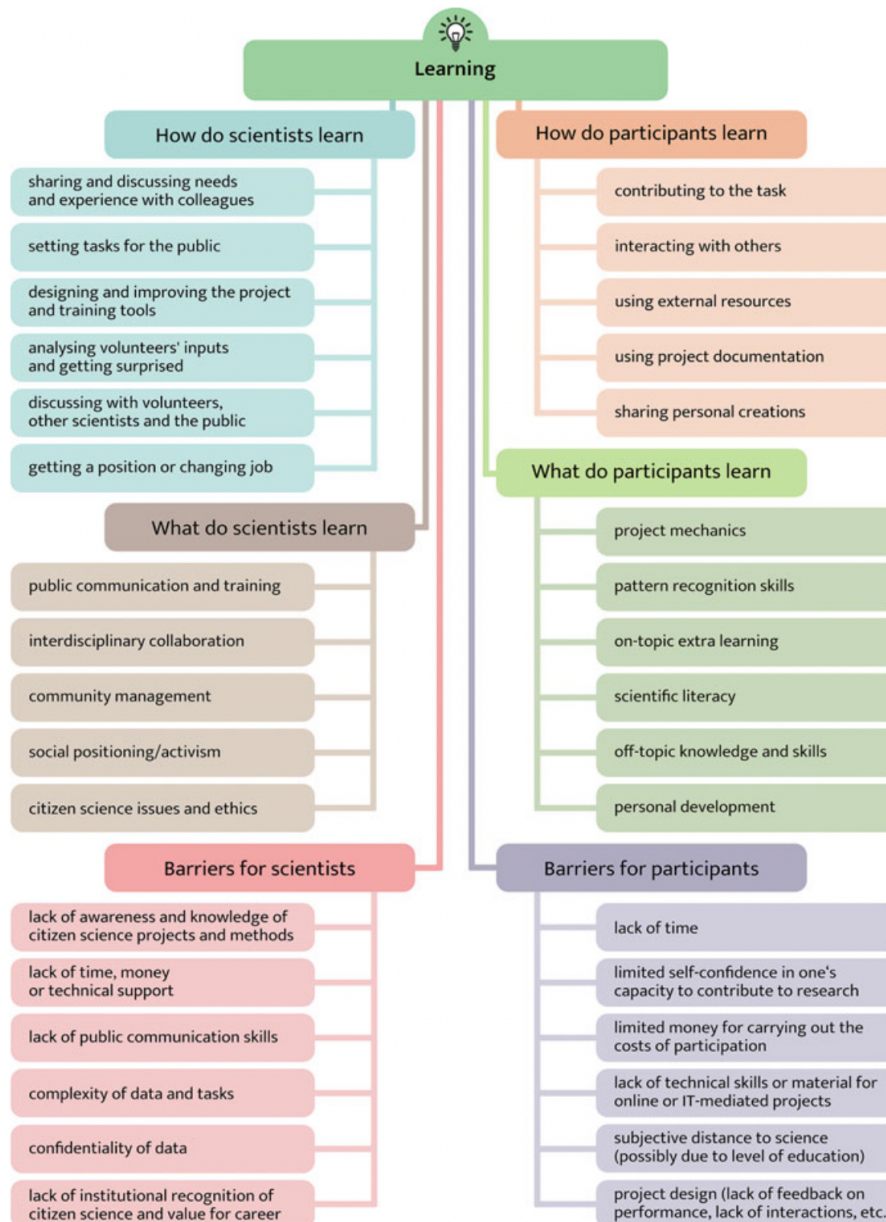 Learning
How do scientists learn
sharing and discussing needs
and experience with colleagues
setting tasks for the public
designing and improving the project
and training tools
analysing volunteers' inputs
and getting surprised
discussing with volunteers,
other scientists and the public
getting a position or changing job
What do scientists learn
public communication and training
interdisciplinary collaboration
community management
social positioning/activism
citizen science issues and ethics
Barriers for scientists
lack of awareness and knowledge of
citizen science projects and methods
lack of time, money
or technical support
lack of public communication skills
complexity of data and tasks
confidentiality of data
lack of institutional recognition of
citizen science and value for career
How do participants learn
contributing to the task
interacting with others
using external resources
using project documentation
sharing personal creations
What do participants learn
project mechanics
pattern recognition skills
on-topic extra learning
scientific literacy
off-topic knowledge and skills
personal development
Barriers for participants
lack of time
limited self-confidence in one‘s
capacity to contribute to research
limited money for carrying out the
costs of participation
lack of technical skills or material for
online or IT-mediated projects
subjective distance to science
(possibly due to level of education)
project design (lack of feedback on
performance, lack of interactions, etc.